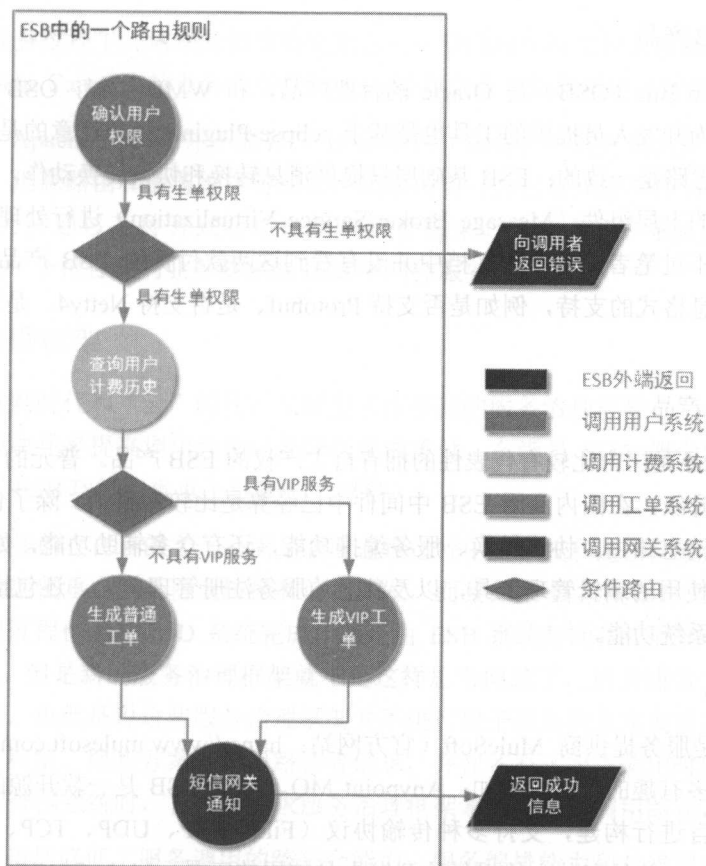 ESB中的一个路由规则
确认用户
权限
具有生单权限
不具有生单权限
向调用者
返回错误
具有生单权限
查询用户
计费历史
ESB外端返回
调用用户系统
调用计费系统
调用工单系统
调用网关系统
条件路由
具有VIP服务
不具有VIP服务
生成普通
工单
生成VIP工
单
短信网关
通知
返回成功
信息